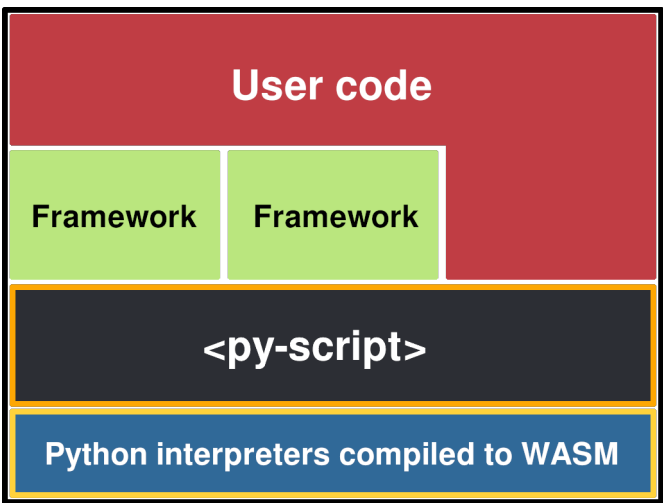 User code
Framework Framework
<py-script>
Python interpreters compiled to WASM